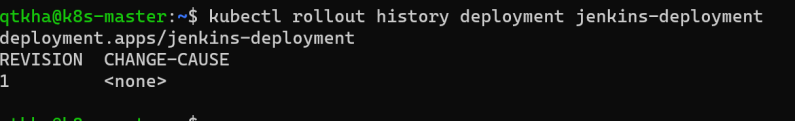 qtkha@k8s-master:~$ kubectl rollout history deployment jenkins-deployment
deployment.apps/jenkins-deployment
REVISION  CHANGE-CAUSE
1         <none>